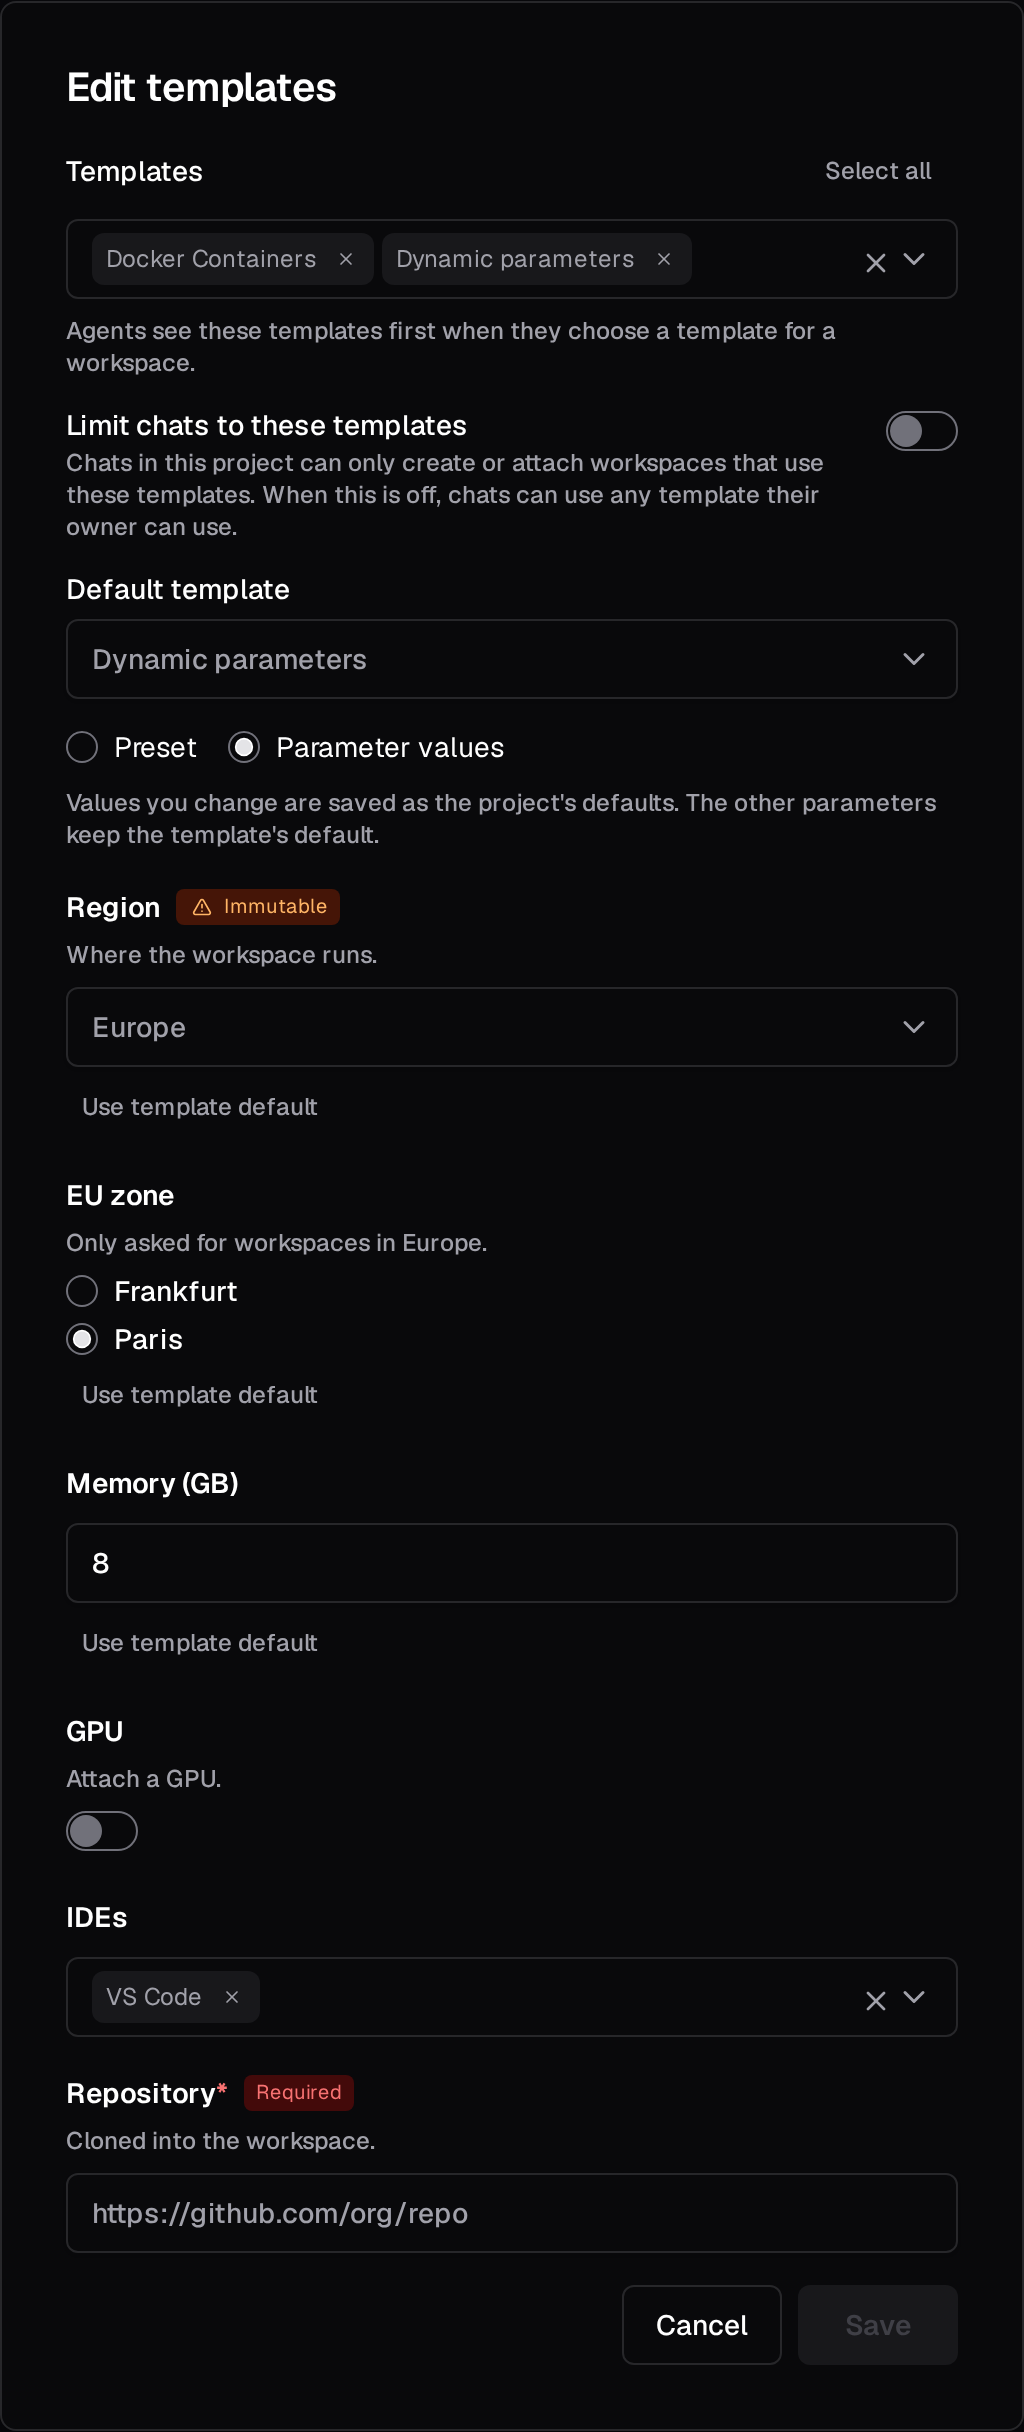 Edit templates
Templates
Select all
Docker Containers
Dynamic parameters
Agents see these templates first when they choose a template for a
workspace.
Limit chats to these templates
Chats in this project can only create or attach workspaces that use
these templates. When this is off, chats can use any template their
owner can use.
Default template
Dynamic parameters
Preset
Parameter values
Values you change are saved as the project's defaults. The other parameters
keep the template's default.
Region
Immutable
Where the workspace runs.
Europe
Use template default
EU zone
Only asked for workspaces in Europe.
Frankfurt
Paris
Use template default
Memory (GB)
8
Use template default
GPU
Attach a GPU.
IDEs
VS Code
Repository*
Required
Cloned into the workspace.
https://github.com/org/repo
Cancel
Save